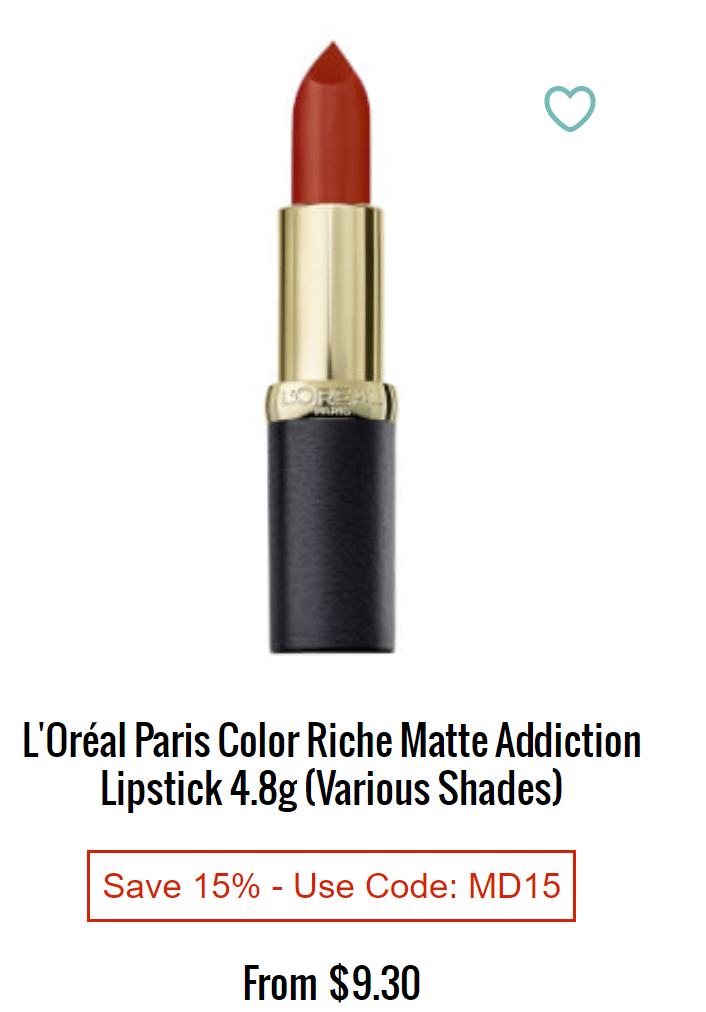 L'ORÉAL
PARIS
L'Oréal Paris Color Riche Matte Addiction
Lipstick 4.8g (Various Shades)
Save 15% - Use Code: MD15
From $9.30